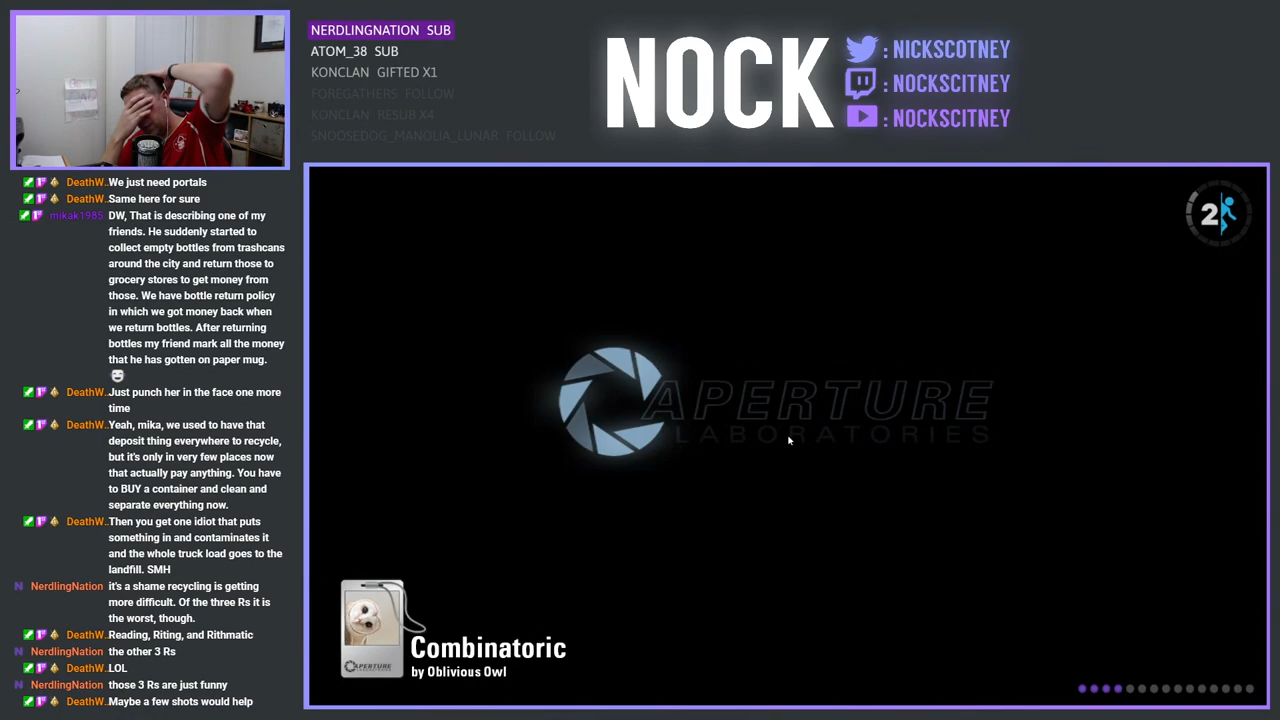 NERDLINGNATION SUB
ATOM_38 SUB
KONCLAN GIFTED X1
FOREGATHERS FOLLOW
KONCLAN RESUB X4
SNOOSEDOG_MANOLIA_LUNAR FOLLOW
NOCK
: NICKSCOTNEY
: NOCKSCITNEY
: NOCKSCITNEY
DeathW.. We just need portals
DeathW.. Same here for sure
mikak1985 DW, That is describing one of my
friends. He suddenly started to
collect empty bottles from trashcans
around the city and return those to
grocery stores to get money from
those. We have bottle return policy
in which we got money back when
we return bottles. After returning
bottles my friend mark all the money
that he has gotten on paper mug.
DeathW.. Just punch her in the face one more
time
DeathW.. Yeah, mika, we used to have that
deposit thing everywhere to recycle,
but it's only in very few places now
that actually pay anything. You have
to BUY a container and clean and
separate everything now.
DeathW.. Then you get one idiot that puts
something in and contaminates it
and the whole truck load goes to the
landfill. SMH
N NerdlingNation it's a shame recycling is getting
more difficult. Of the three Rs it is
the worst, though.
DeathW.. Reading, Riting, and Rithmatic
N NerdlingNation the other 3 Rs
DeathW.. LOL
N NerdlingNation those 3 Rs are just funny
DeathW.. Maybe a few shots would help
2
APERTURE
LABORATORIES
APERTURE
Combinatoric
by Oblivious Owl